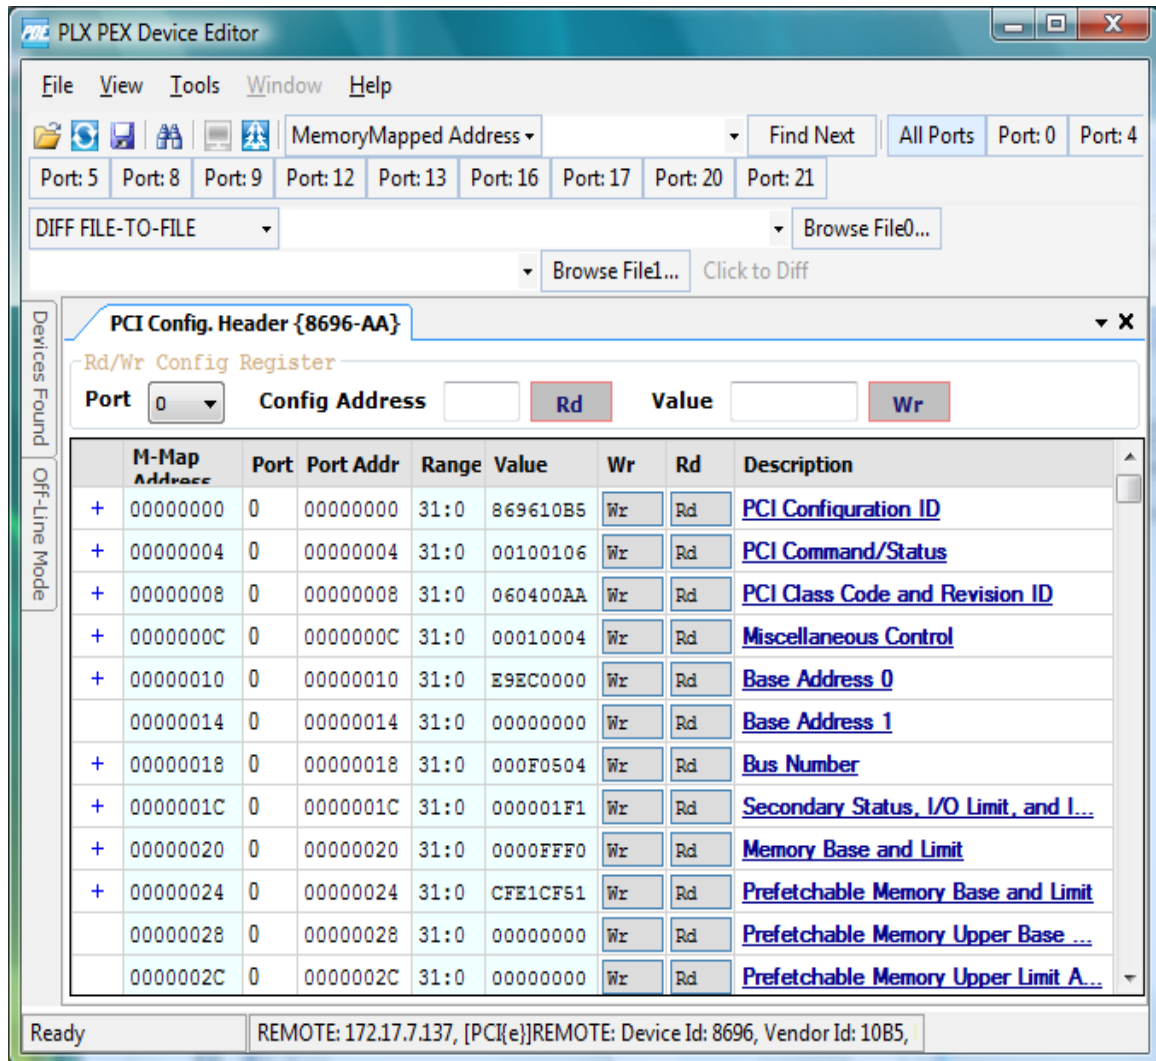 PDE PLX PEX Device Editor
File View Tools Window Help
MemoryMapped Address Find Next All Ports Port: 0 Port: 4
Port: 5 Port: 8 Port: 9 Port: 12 Port: 13 Port: 16 Port: 17 Port: 20 Port: 21
DIFF FILE-TO-FILE Browse File0...
Browse File1... Click to Diff
Devices Found
Off-Line Mode
PCI Config. Header {8696-AA}
Rd/Wr Config Register
Port 0 Config Address Rd Value Wr
M-Map Address Port Port Addr Range Value Wr Rd Description
+ 00000000 0 00000000 31:0 869610B5 Wr Rd PCI Configuration ID
+ 00000004 0 00000004 31:0 00100106 Wr Rd PCI Command/Status
+ 00000008 0 00000008 31:0 060400AA Wr Rd PCI Class Code and Revision ID
+ 0000000C 0 0000000C 31:0 00010004 Wr Rd Miscellaneous Control
+ 00000010 0 00000010 31:0 E9EC0000 Wr Rd Base Address 0
00000014 0 00000014 31:0 00000000 Wr Rd Base Address 1
+ 00000018 0 00000018 31:0 000F0504 Wr Rd Bus Number
+ 0000001C 0 0000001C 31:0 000001F1 Wr Rd Secondary Status, I/O Limit, and I...
+ 00000020 0 00000020 31:0 0000FFF0 Wr Rd Memory Base and Limit
+ 00000024 0 00000024 31:0 CFE1CF51 Wr Rd Prefetchable Memory Base and Limit
00000028 0 00000028 31:0 00000000 Wr Rd Prefetchable Memory Upper Base ...
0000002C 0 0000002C 31:0 00000000 Wr Rd Prefetchable Memory Upper Limit A...
Ready REMOTE: 172.17.7.137, [PCI{e}]REMOTE: Device Id: 8696, Vendor Id: 10B5,